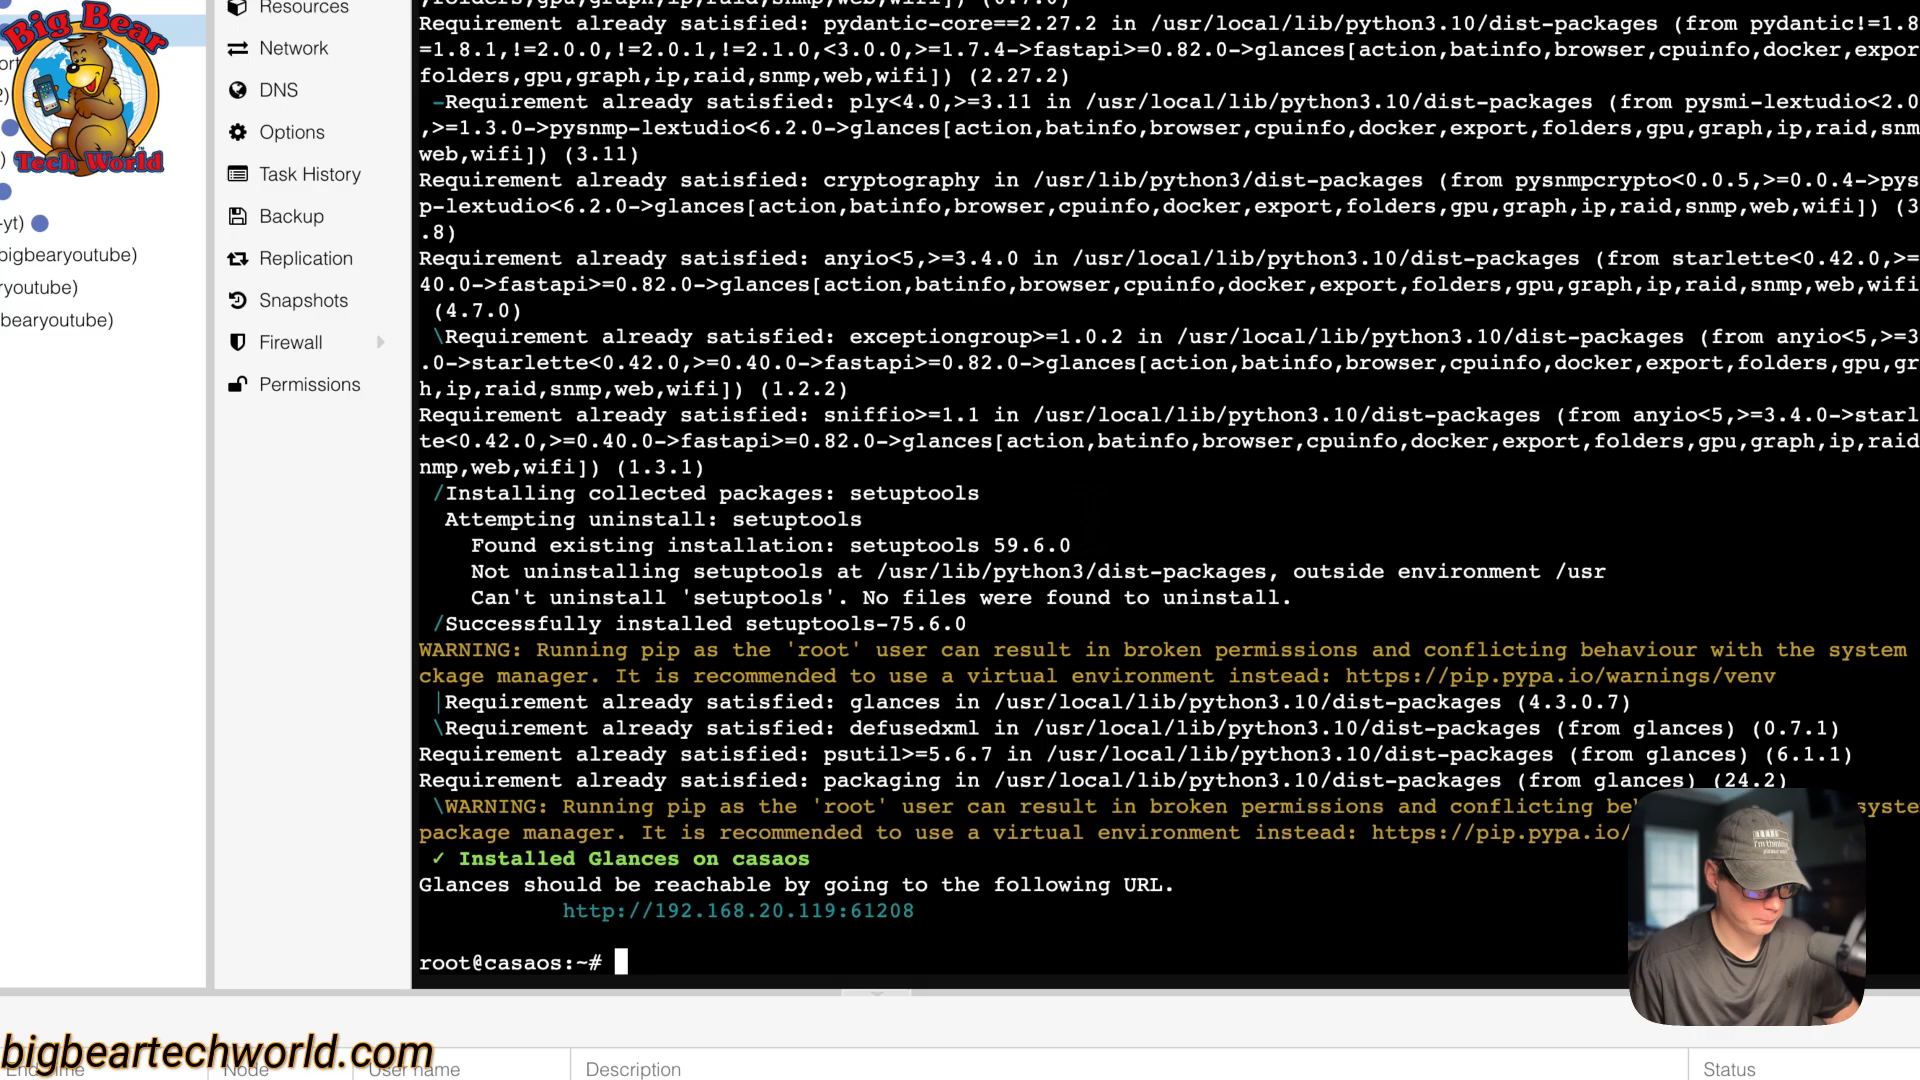 Big Bear
Tech World
-yt)
bigbearyoutube)
ryoutube)
bearyoutube)
Resources
Network
DNS
Options
Task History
Backup
Replication
Snapshots
Firewall
Permissions
,folders,gpu,graph,ip,raid,snmp,web,wifi]) (0.7.0)
Requirement already satisfied: pydantic-core==2.27.2 in /usr/local/lib/python3.10/dist-packages (from pydantic!=1.8
=1.8.1,!=2.0.0,!=2.0.1,!=2.1.0,<3.0.0,>=1.7.4->fastapi>=0.82.0->glances[action,batinfo,browser,cpuinfo,docker,expor
folders,gpu,graph,ip,raid,snmp,web,wifi]) (2.27.2)
-Requirement already satisfied: ply<4.0,>=3.11 in /usr/local/lib/python3.10/dist-packages (from pysmi-lextudio<2.0
,>=1.3.0->pysnmp-lextudio<6.2.0->glances[action,batinfo,browser,cpuinfo,docker,export,folders,gpu,graph,ip,raid,snm
web,wifi]) (3.11)
Requirement already satisfied: cryptography in /usr/lib/python3/dist-packages (from pysnmpcrypto<0.0.5,>=0.0.4->pys
p-lextudio<6.2.0->glances[action,batinfo,browser,cpuinfo,docker,export,folders,gpu,graph,ip,raid,snmp,web,wifi]) (3
.8)
Requirement already satisfied: anyio<5,>=3.4.0 in /usr/local/lib/python3.10/dist-packages (from starlette<0.42.0,>=
40.0->fastapi>=0.82.0->glances[action,batinfo,browser,cpuinfo,docker,export,folders,gpu,graph,ip,raid,snmp,web,wifi
(4.7.0)
\Requirement already satisfied: exceptiongroup>=1.0.2 in /usr/local/lib/python3.10/dist-packages (from anyio<5,>=3
.0->starlette<0.42.0,>=0.40.0->fastapi>=0.82.0->glances[action,batinfo,browser,cpuinfo,docker,export,folders,gpu,gr
h,ip,raid,snmp,web,wifi]) (1.2.2)
Requirement already satisfied: sniffio>=1.1 in /usr/local/lib/python3.10/dist-packages (from anyio<5,>=3.4.0->starl
te<0.42.0,>=0.40.0->fastapi>=0.82.0->glances[action,batinfo,browser,cpuinfo,docker,export,folders,gpu,graph,ip,raid
nmp,web,wifi]) (1.3.1)
/Installing collected packages: setuptools
Attempting uninstall: setuptools
Found existing installation: setuptools 59.6.0
Not uninstalling setuptools at /usr/lib/python3/dist-packages, outside environment /usr
Can't uninstall 'setuptools'. No files were found to uninstall.
/Successfully installed setuptools-75.6.0
WARNING: Running pip as the 'root' user can result in broken permissions and conflicting behaviour with the system
ckage manager. It is recommended to use a virtual environment instead: https://pip.pypa.io/warnings/venv
|Requirement already satisfied: glances in /usr/local/lib/python3.10/dist-packages (4.3.0.7)
\Requirement already satisfied: defusedxml in /usr/local/lib/python3.10/dist-packages (from glances) (0.7.1)
Requirement already satisfied: psutil>=5.6.7 in /usr/local/lib/python3.10/dist-packages (from glances) (6.1.1)
Requirement already satisfied: packaging in /usr/local/lib/python3.10/dist-packages (from glances) (24.2)
\WARNING: Running pip as the 'root' user can result in broken permissions and conflicting be syste
package manager. It is recommended to use a virtual environment instead: https://pip.pypa.io/
✓ Installed Glances on casaos
Glances should be reachable by going to the following URL.
http://192.168.20.119:61208
root@casaos:~#
bigbeartechworld.com
End Time
Node
User name
Description
Status